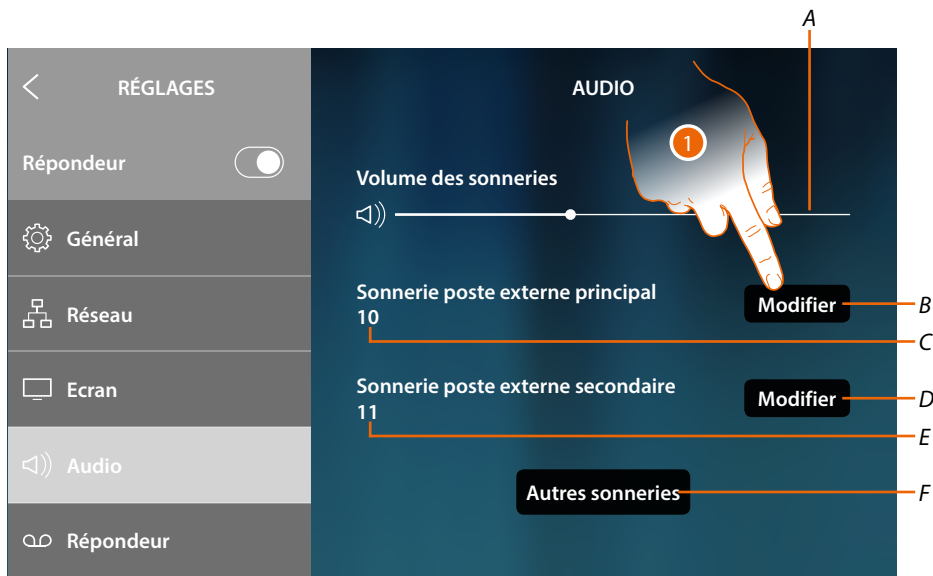 A
RÉGLAGES
AUDIO
Répondeur
1
Volume des sonneries
Général
Sonnerie poste externe principal
10
Modifier
B
C
Réseau
Ecran
Sonnerie poste externe secondaire
11
Modifier
D
E
Audio
Autres sonneries
F
Répondeur